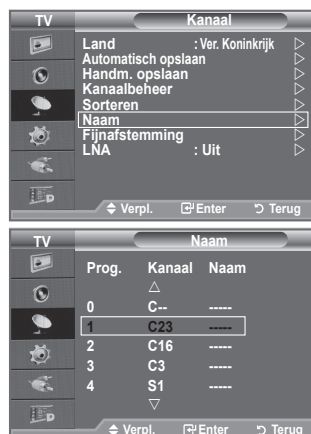 TV Kanaal
Land : Ver. Koninkrijk ▷
Automatisch opslaan ▷
Handm. opslaan ▷
Kanaalbeheer ▷
Sorteren ▷
Naam ▷
Fijnafstemming ▷
LNA : Uit ▷
Verpl. Enter Terug
TV Naam
Prog. Kanaal Naam
△
0 C-- -----
1 C23 -----
2 C16 -----
3 C3 -----
4 S1 -----
▽
Verpl. Enter Terug